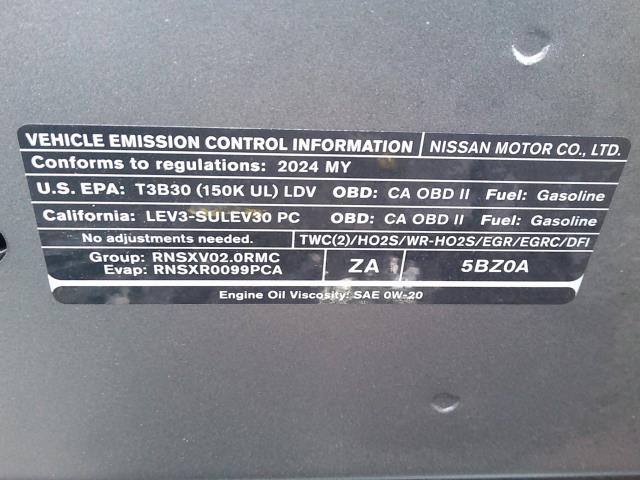 VEHICLE EMISSION CONTROL INFORMATION NISSAN MOTOR CO., LTD.
Conforms to regulations: 2024 MY
U.S. EPA: T3B30 (150K UL) LDV OBD: CA OBD II Fuel: Gasoline
California: LEV3-SULEV30 PC OBD: CA OBD II Fuel: Gasoline
No adjustments needed. TWC(2)/HO2S/WR-HO2S/EGR/EGRC/DFI
Group: RNSXV02.0RMC
Evap: RNSXR0099PCA
ZA 5BZ0A
Engine Oil Viscosity: SAE 0W-20